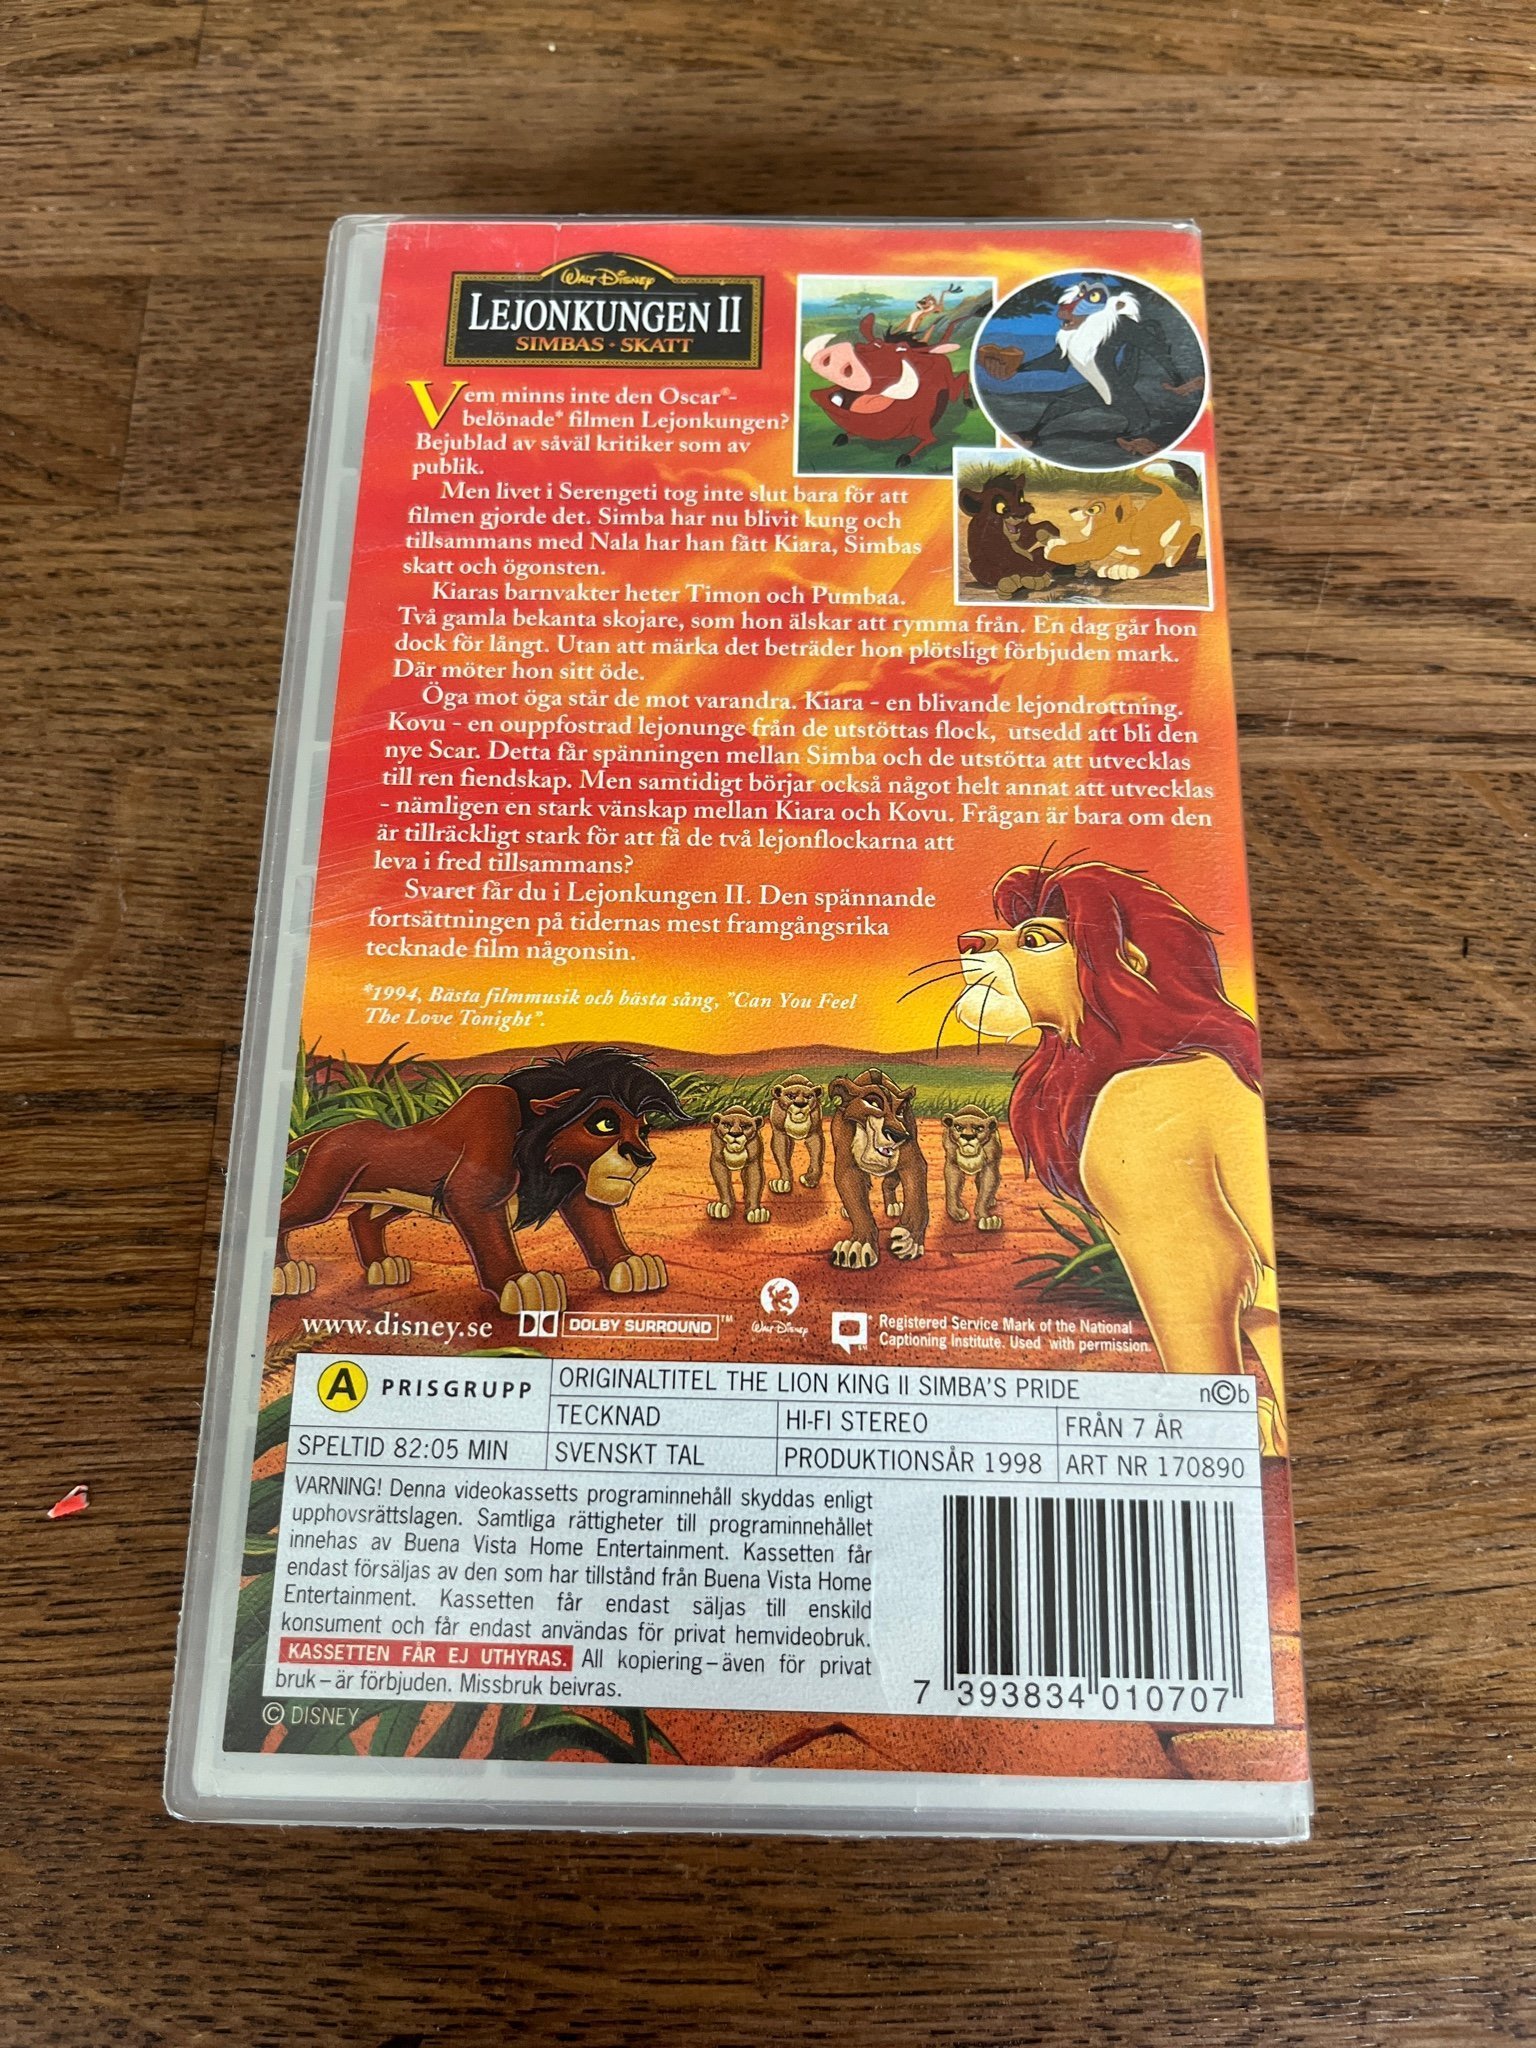 WALT DISNEY
LEJONKUNGEN II
SIMBAS • SKATT
Vem minns inte den Oscar®-
belönade* filmen Lejonkungen?
Bejublad av såväl kritiker som av
publik.
Men livet i Serengeti tog inte slut bara för att
filmen gjorde det. Simba har nu blivit kung och
tillsammans med Nala har han fått Kiara, Simbas
skatt och ögonsten.
Kiaras barnvakter heter Timon och Pumbaa.
Två gamla bekanta skojare, som hon älskar att rymma från. En dag går hon
dock för långt. Utan att märka det beträder hon plötsligt förbjuden mark.
Där möter hon sitt öde.
Öga mot öga står de mot varandra. Kiara - en blivande lejondrottning.
Kovu - en ouppfostrad lejonunge från de utstöttas flock, utsedd att bli den
nye Scar. Detta får spänningen mellan Simba och de utstötta att utvecklas
till ren fiendskap. Men samtidigt börjar också något helt annat att utvecklas
- nämligen en stark vänskap mellan Kiara och Kovu. Frågan är bara om den
är tillräckligt stark för att få de två lejonflockarna att
leva i fred tillsammans?
Svaret får du i Lejonkungen II. Den spännande
fortsättningen på tidernas mest framgångsrika
tecknade film någonsin.
*1994, Bästa filmmusik och bästa sång, "Can You Feel
The Love Tonight".
www.disney.se DOLBY SURROUND™ Walt Disney Registered Service Mark of the National
Captioning Institute. Used with permission.
A PRISGRUPP ORIGINALTITEL THE LION KING II SIMBA'S PRIDE n©b
TECKNAD HI-FI STEREO FRÅN 7 ÅR
SPELTID 82:05 MIN SVENSKT TAL PRODUKTIONSÅR 1998 ART NR 170890
VARNING! Denna videokassetts programinnehåll skyddas enligt
upphovsrättslagen. Samtliga rättigheter till programinnehållet
innehas av Buena Vista Home Entertainment. Kassetten får
endast försäljas av den som har tillstånd från Buena Vista Home
Entertainment. Kassetten får endast säljas till enskild
konsument och får endast användas för privat hemvideobruk.
KASSETTEN FÅR EJ UTHYRAS. All kopiering – även för privat
bruk – är förbjuden. Missbruk beivras.
7 393834 010707
© DISNEY